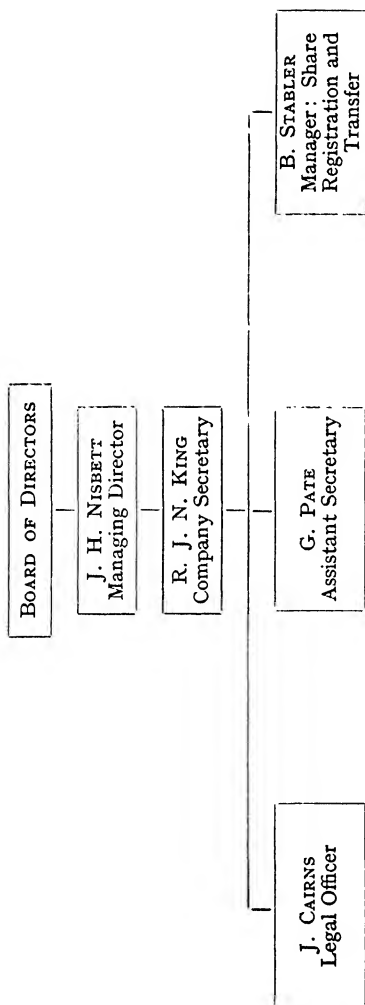 BOARD OF DIRECTORS
J. H. NISBETT
Managing Director
R. J. N. KING
Company Secretary
J. CAIRNS
Legal Officer
G. PATE
Assistant Secretary
B. STABLER
Manager: Share
Registration and
Transfer